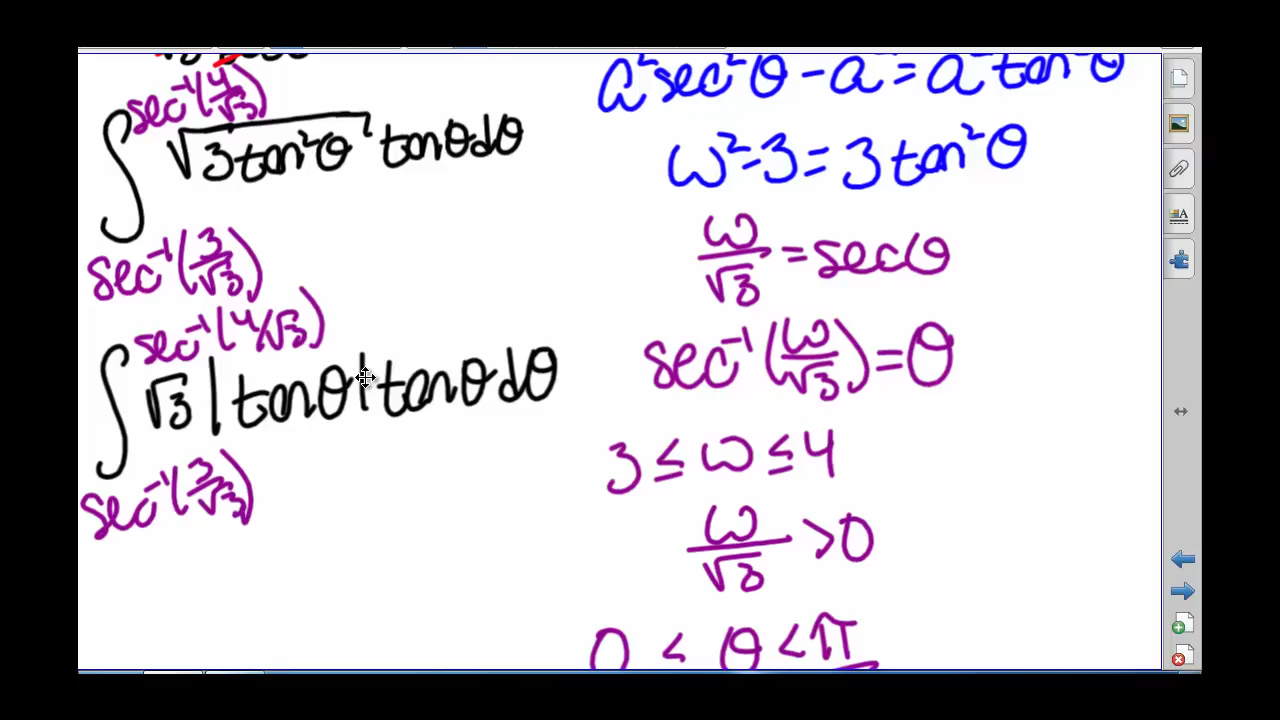 sec⁻¹(4/√3)
∫ √(3tan²θ) tanθdθ
sec⁻¹(3/√3)
sec⁻¹(4/√3)
∫ √3 |tanθ| tanθdθ
sec⁻¹(3/√3)
a²sec²θ - a² = a²tan²θ
ω² - 3 = 3tan²θ
ω/√3 = secθ
sec⁻¹(ω/√3) = θ
3 ≤ ω ≤ 4
ω/√3 > 0
0 < θ < π